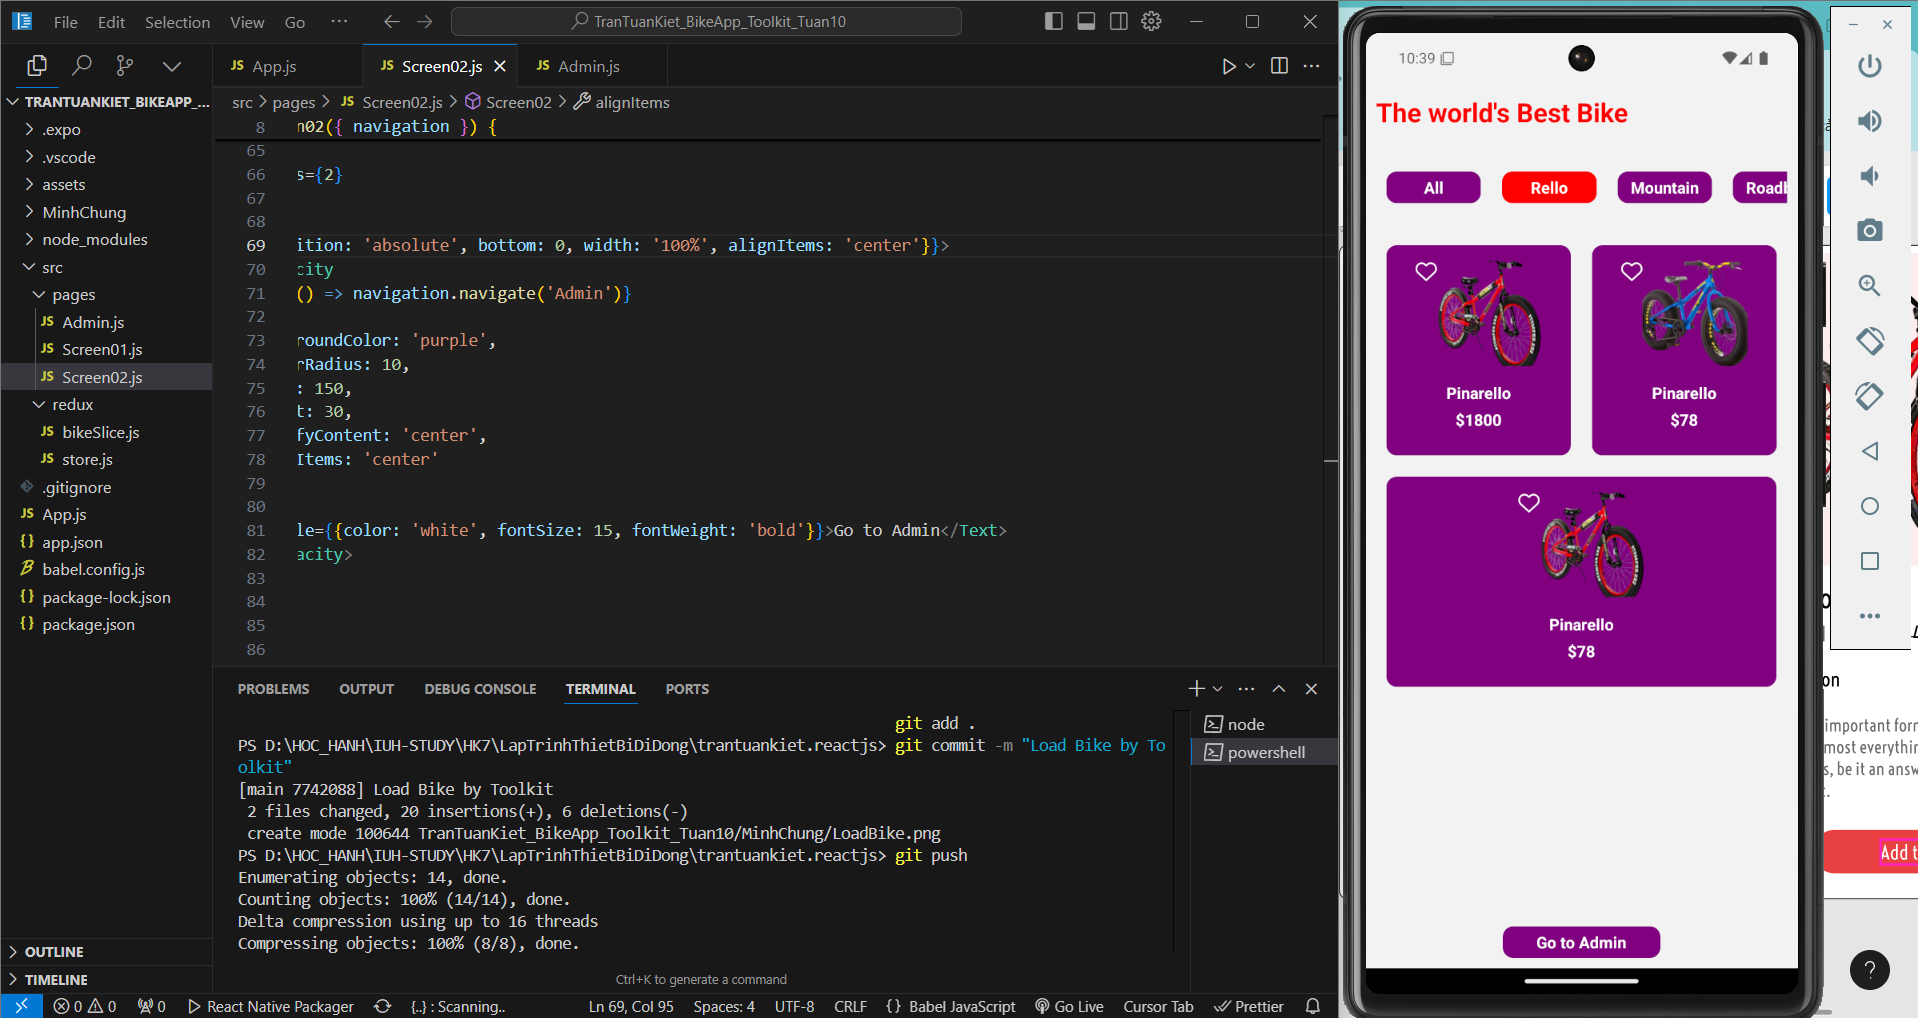 File Edit Selection View Go ··· TranTuanKiet_BikeApp_Toolkit_Tuan10
TRANTUANKIET_BIKEAPP_...
.expo
.vscode
assets
MinhChung
node_modules
src
pages
JS Admin.js
JS Screen01.js
JS Screen02.js
redux
JS bikeSlice.js
JS store.js
.gitignore
JS App.js
{} app.json
babel.config.js
{} package-lock.json
{} package.json
OUTLINE
TIMELINE
JS App.js JS Screen02.js JS Admin.js
src > pages > JS Screen02.js > Screen02 > alignItems
8 n02({ navigation }) {
65
66 s={2}
67
68
69 ition: 'absolute', bottom: 0, width: '100%', alignItems: 'center'}}>
70 city
71 () => navigation.navigate('Admin')}
72
73 roundColor: 'purple',
74 rRadius: 10,
75 : 150,
76 t: 30,
77 fyContent: 'center',
78 Items: 'center'
79
80
81 le={{color: 'white', fontSize: 15, fontWeight: 'bold'}}>Go to Admin</Text>
82 acity>
83
84
85
86
PROBLEMS OUTPUT DEBUG CONSOLE TERMINAL PORTS
git add .
PS D:\HOC_HANH\IUH-STUDY\HK7\LapTrinhThietBiDiDong\trantuankiet.reactjs> git commit -m "Load Bike by To
olkit"
[main 7742088] Load Bike by Toolkit
2 files changed, 20 insertions(+), 6 deletions(-)
create mode 100644 TranTuanKiet_BikeApp_Toolkit_Tuan10/MinhChung/LoadBike.png
PS D:\HOC_HANH\IUH-STUDY\HK7\LapTrinhThietBiDiDong\trantuankiet.reactjs> git push
Enumerating objects: 14, done.
Counting objects: 100% (14/14), done.
Delta compression using up to 16 threads
Compressing objects: 100% (8/8), done.
node
powershell
Ctrl+K to generate a command
0 0 0 React Native Packager {..} : Scanning.. Ln 69, Col 95 Spaces: 4 UTF-8 CRLF {} Babel JavaScript Go Live Cursor Tab Prettier
10:39
The world's Best Bike
All Rello Mountain Roadb
Pinarello
$1800
Pinarello
$78
Pinarello
$78
Go to Admin
on
important for
most everythin
s, be it an answ
Add t
?